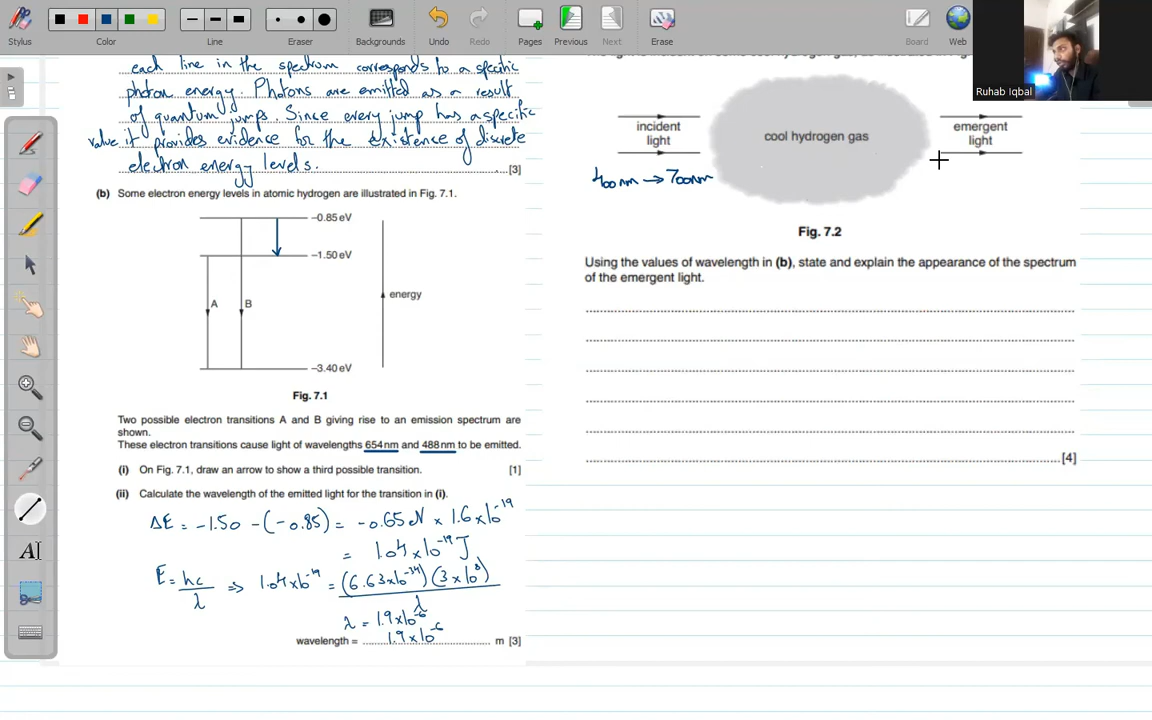 Stylus
Color
Line
Eraser
Backgrounds
Undo
Redo
Pages
Previous
Next
Erase
Board
Web
Ruhab Iqbal
each line in the spectrum corresponds to a specific
photon energy. Photons are emitted as a result
of quantum jumps. Since every jump has a specific
value it provides evidence for the existence of discrete
electron energy levels.
[3]
(b) Some electron energy levels in atomic hydrogen are illustrated in Fig. 7.1.
–0.85 eV
–1.50 eV
A
B
energy
–3.40 eV
Fig. 7.1
Two possible electron transitions A and B giving rise to an emission spectrum are
shown.
These electron transitions cause light of wavelengths 654 nm and 488 nm to be emitted.
(i) On Fig. 7.1, draw an arrow to show a third possible transition. [1]
(ii) Calculate the wavelength of the emitted light for the transition in (i).
ΔE = -1.50 - (-0.85) = -0.65 eV × 1.6×10^-19
= 1.04×10^-19 J
E = hc/λ ⇒ 1.04×10^-19 = (6.63×10^-34)(3×10^8)/λ
λ = 1.9×10^-6
1.9×10^-6
wavelength = ........ m [3]
incident
light
cool hydrogen gas
emergent
light
400nm → 700nm
Fig. 7.2
Using the values of wavelength in (b), state and explain the appearance of the spectrum
of the emergent light.
[4]
AI